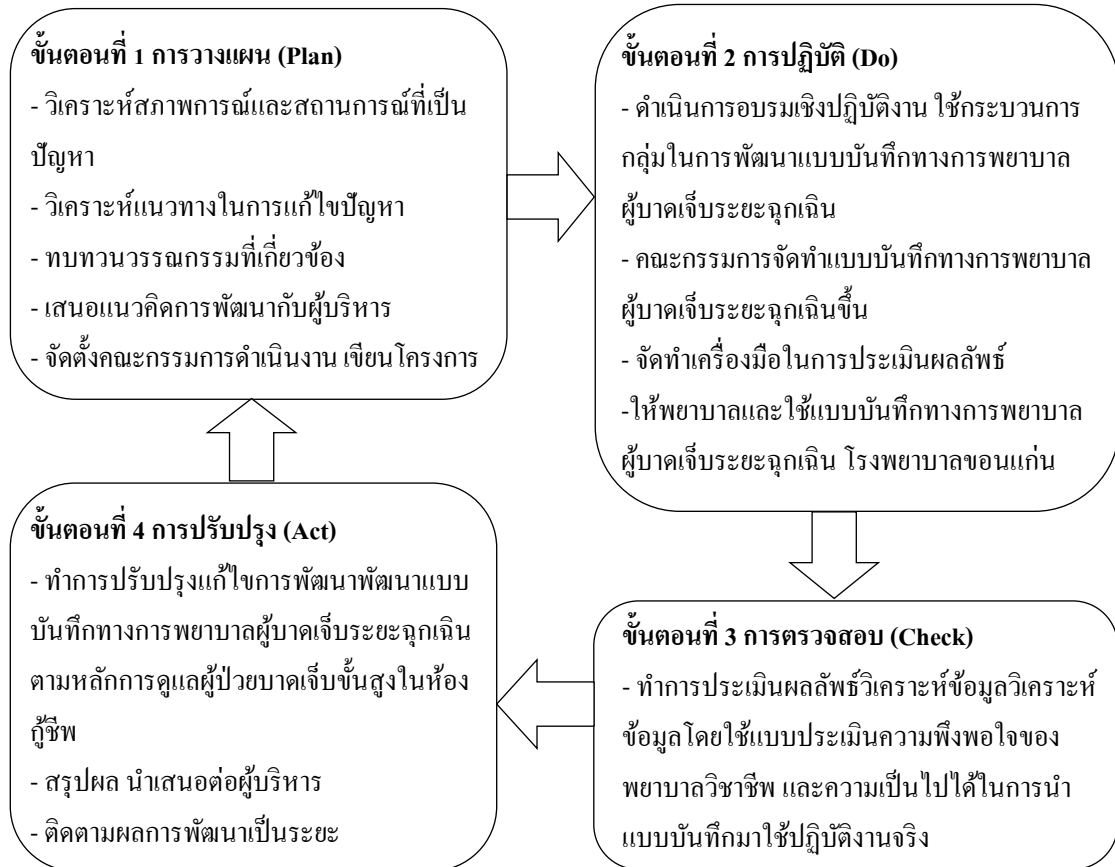 ขั้นตอนที่ 1 การวางแผน (Plan)
- วิเคราะห์สภาพการณ์และสถานการณ์ที่เป็น
ปัญหา
- วิเคราะห์แนวทางในการแก้ไขปัญหา
- ทบทวนวรรณกรรมที่เกี่ยวข้อง
- เสนอแนวคิดการพัฒนากับผู้บริหาร
- จัดตั้งคณะกรรมการดำเนินงาน เขียนโครงการ
ขั้นตอนที่ 2 การปฏิบัติ (Do)
- ดำเนินการอบรมเชิงปฏิบัติงาน ใช้กระบวนการ
กลุ่มในการพัฒนาแบบบันทึกทางการพยาบาล
ผู้บาดเจ็บระยะฉุกเฉิน
- คณะกรรมการจัดทำแบบบันทึกทางการพยาบาล
ผู้บาดเจ็บระยะฉุกเฉินขึ้น
- จัดทำเครื่องมือในการประเมินผลลัพธ์
-ให้พยาบาลและใช้แบบบันทึกทางการพยาบาล
ผู้บาดเจ็บระยะฉุกเฉิน โรงพยาบาลขอนแก่น
ขั้นตอนที่ 3 การตรวจสอบ (Check)
- ทำการประเมินผลลัพธ์วิเคราะห์ข้อมูลวิเคราะห์
ข้อมูลโดยใช้แบบประเมินความพึงพอใจของ
พยาบาลวิชาชีพ และความเป็นไปได้ในการนำ
แบบบันทึกมาใช้ปฏิบัติงานจริง
ขั้นตอนที่ 4 การปรับปรุง (Act)
- ทำการปรับปรุงแก้ไขการพัฒนาพัฒนาแบบ
บันทึกทางการพยาบาลผู้บาดเจ็บระยะฉุกเฉิน
ตามหลักการดูแลผู้ป่วยบาดเจ็บขั้นสูงในห้อง
กู้ชีพ
- สรุปผล นำเสนอต่อผู้บริหาร
- ติดตามผลการพัฒนาเป็นระยะ